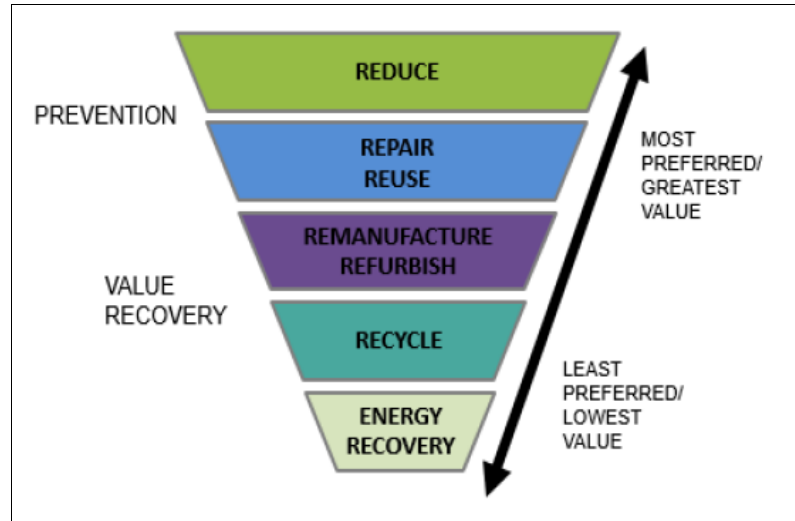 REDUCE
PREVENTION
REPAIR
REUSE
MOST
PREFERRED/
GREATEST
VALUE
REMANUFACTURE
REFURBISH
VALUE
RECOVERY
RECYCLE
LEAST
PREFERRED/
LOWEST
VALUE
ENERGY
RECOVERY